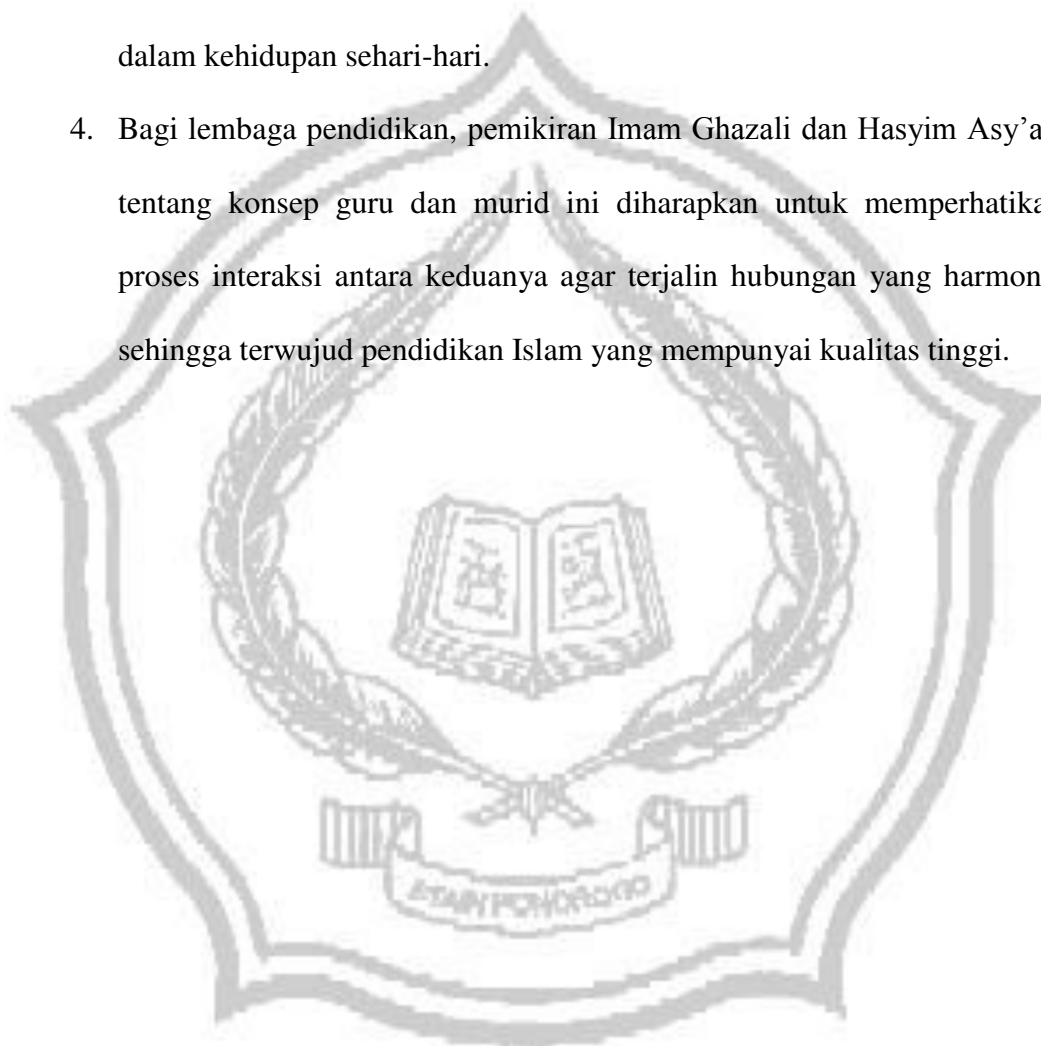 dalam kehidupan sehari-hari.
4. Bagi lembaga pendidikan, pemikiran Imam Ghazali dan Hasyim Asy’a
tentang konsep guru dan murid ini diharapkan untuk memperhatika
proses interaksi antara keduanya agar terjalin hubungan yang harmon
sehingga terwujud pendidikan Islam yang mempunyai kualitas tinggi.
STAIN PONOROGO